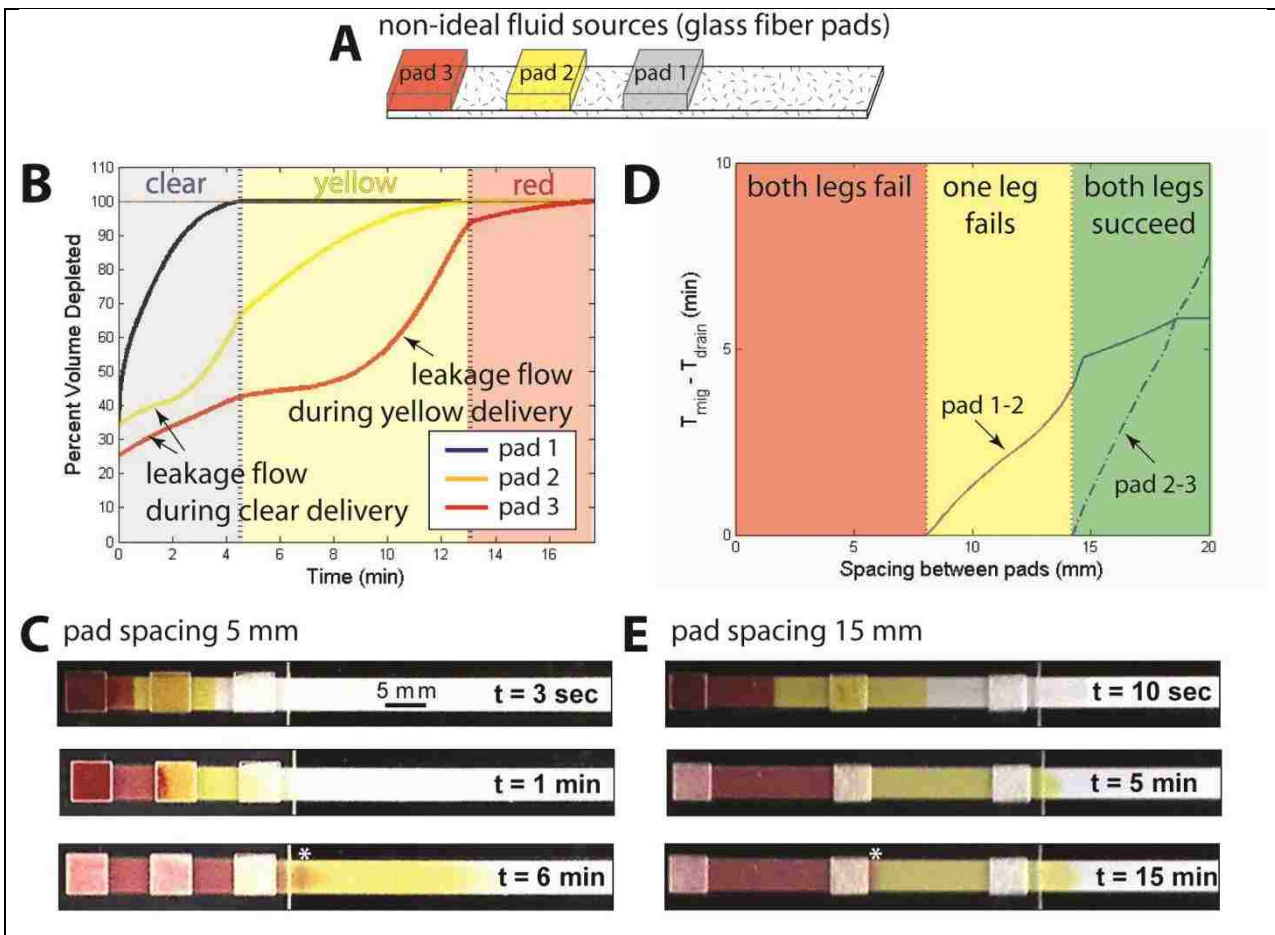 A
non-ideal fluid sources (glass fiber pads)
pad 3
pad 2
pad 1
B
clear
yellow
red
Percent Volume Depleted
110
100
90
80
70
60
50
40
30
20
10
0
leakage flow
during yellow delivery
leakage flow
during clear delivery
pad 1
pad 2
pad 3
0
2
4
6
8
10
12
14
16
Time (min)
D
both legs fail
one leg
fails
both legs
succeed
T_mig - T_drain (min)
10
5
0
pad 1-2
pad 2-3
0
5
10
15
20
Spacing between pads (mm)
C
pad spacing 5 mm
5 mm
t = 3 sec
t = 1 min
*
t = 6 min
E
pad spacing 15 mm
t = 10 sec
t = 5 min
*
t = 15 min